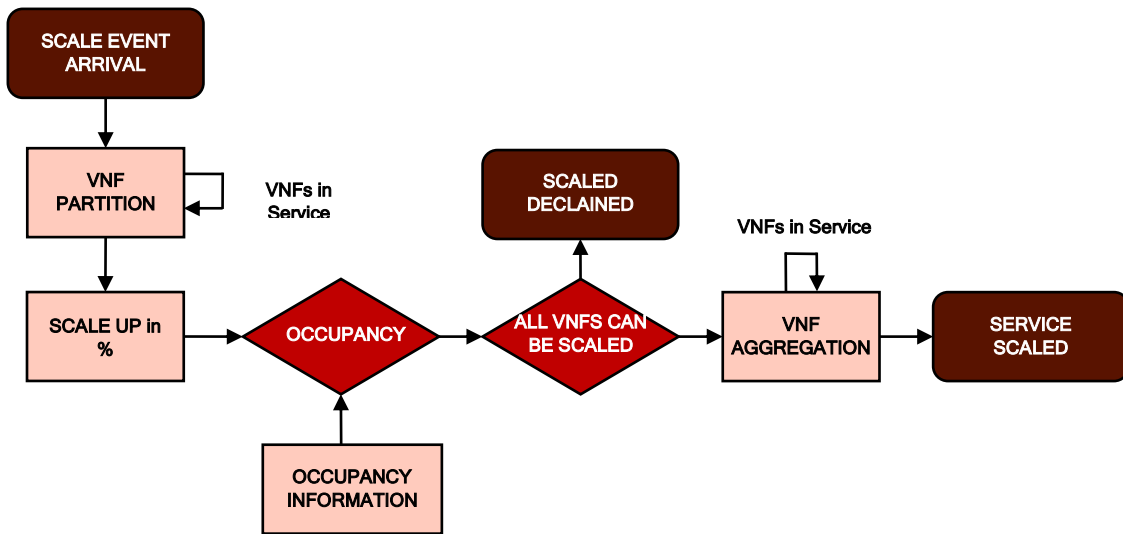 SCALE EVENT
ARRIVAL
VNF
PARTITION
VNFs in
Service
SCALE UP in
%
OCCUPANCY
OCCUPANCY
INFORMATION
SCALED
DECLAINED
ALL VNFS CAN
BE SCALED
VNFs in Service
VNF
AGGREGATION
SERVICE
SCALED